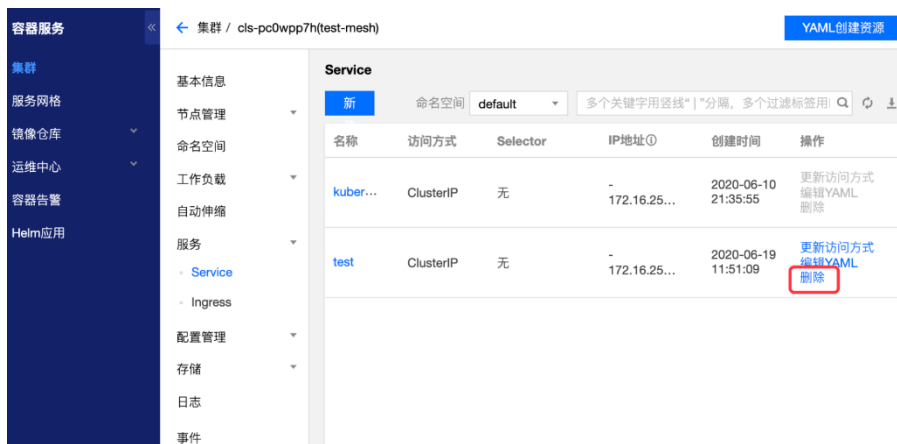 容器服务
«
集群 / cls-pc0wpp7h(test-mesh)
YAML创建资源
集群
服务网格
镜像仓库
运维中心
容器告警
Helm应用
基本信息
节点管理
命名空间
工作负载
自动伸缩
服务
Service
Ingress
配置管理
存储
日志
事件
Service
新
命名空间 default
多个关键字用竖线“|”分隔，多个过滤标签用
名称 访问方式 Selector IP地址 创建时间 操作
kuber... ClusterIP 无 - 172.16.25... 2020-06-10 21:35:55 更新访问方式 编辑YAML 删除
test ClusterIP 无 - 172.16.25... 2020-06-19 11:51:09 更新访问方式 编辑YAML 删除